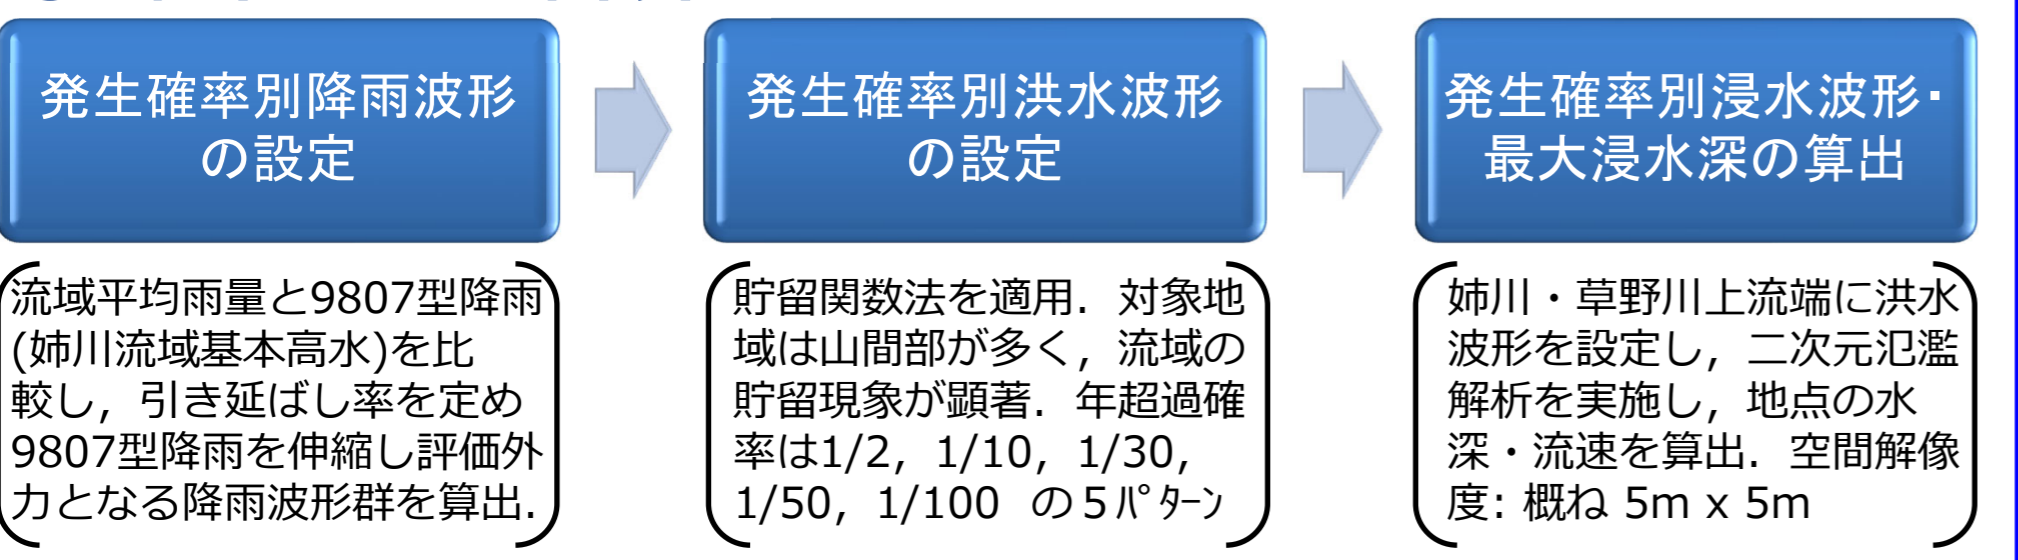 発生確率別降雨波形
の設定
流域平均雨量と9807型降雨
(姉川流域基本高水)を比
較し，引き延ばし率を定め
9807型降雨を伸縮し評価外
力となる降雨波形群を算出．
発生確率別洪水波形
の設定
貯留関数法を適用．対象地
域は山間部が多く，流域の
貯留現象が顕著．年超過確
率は1/2，1/10，1/30，
1/50，1/100 の５ﾊﾟﾀｰﾝ
発生確率別浸水波形・
最大浸水深の算出
姉川・草野川上流端に洪水
波形を設定し，二次元氾濫
解析を実施し，地点の水
深・流速を算出．空間解像
度: 概ね 5m x 5m